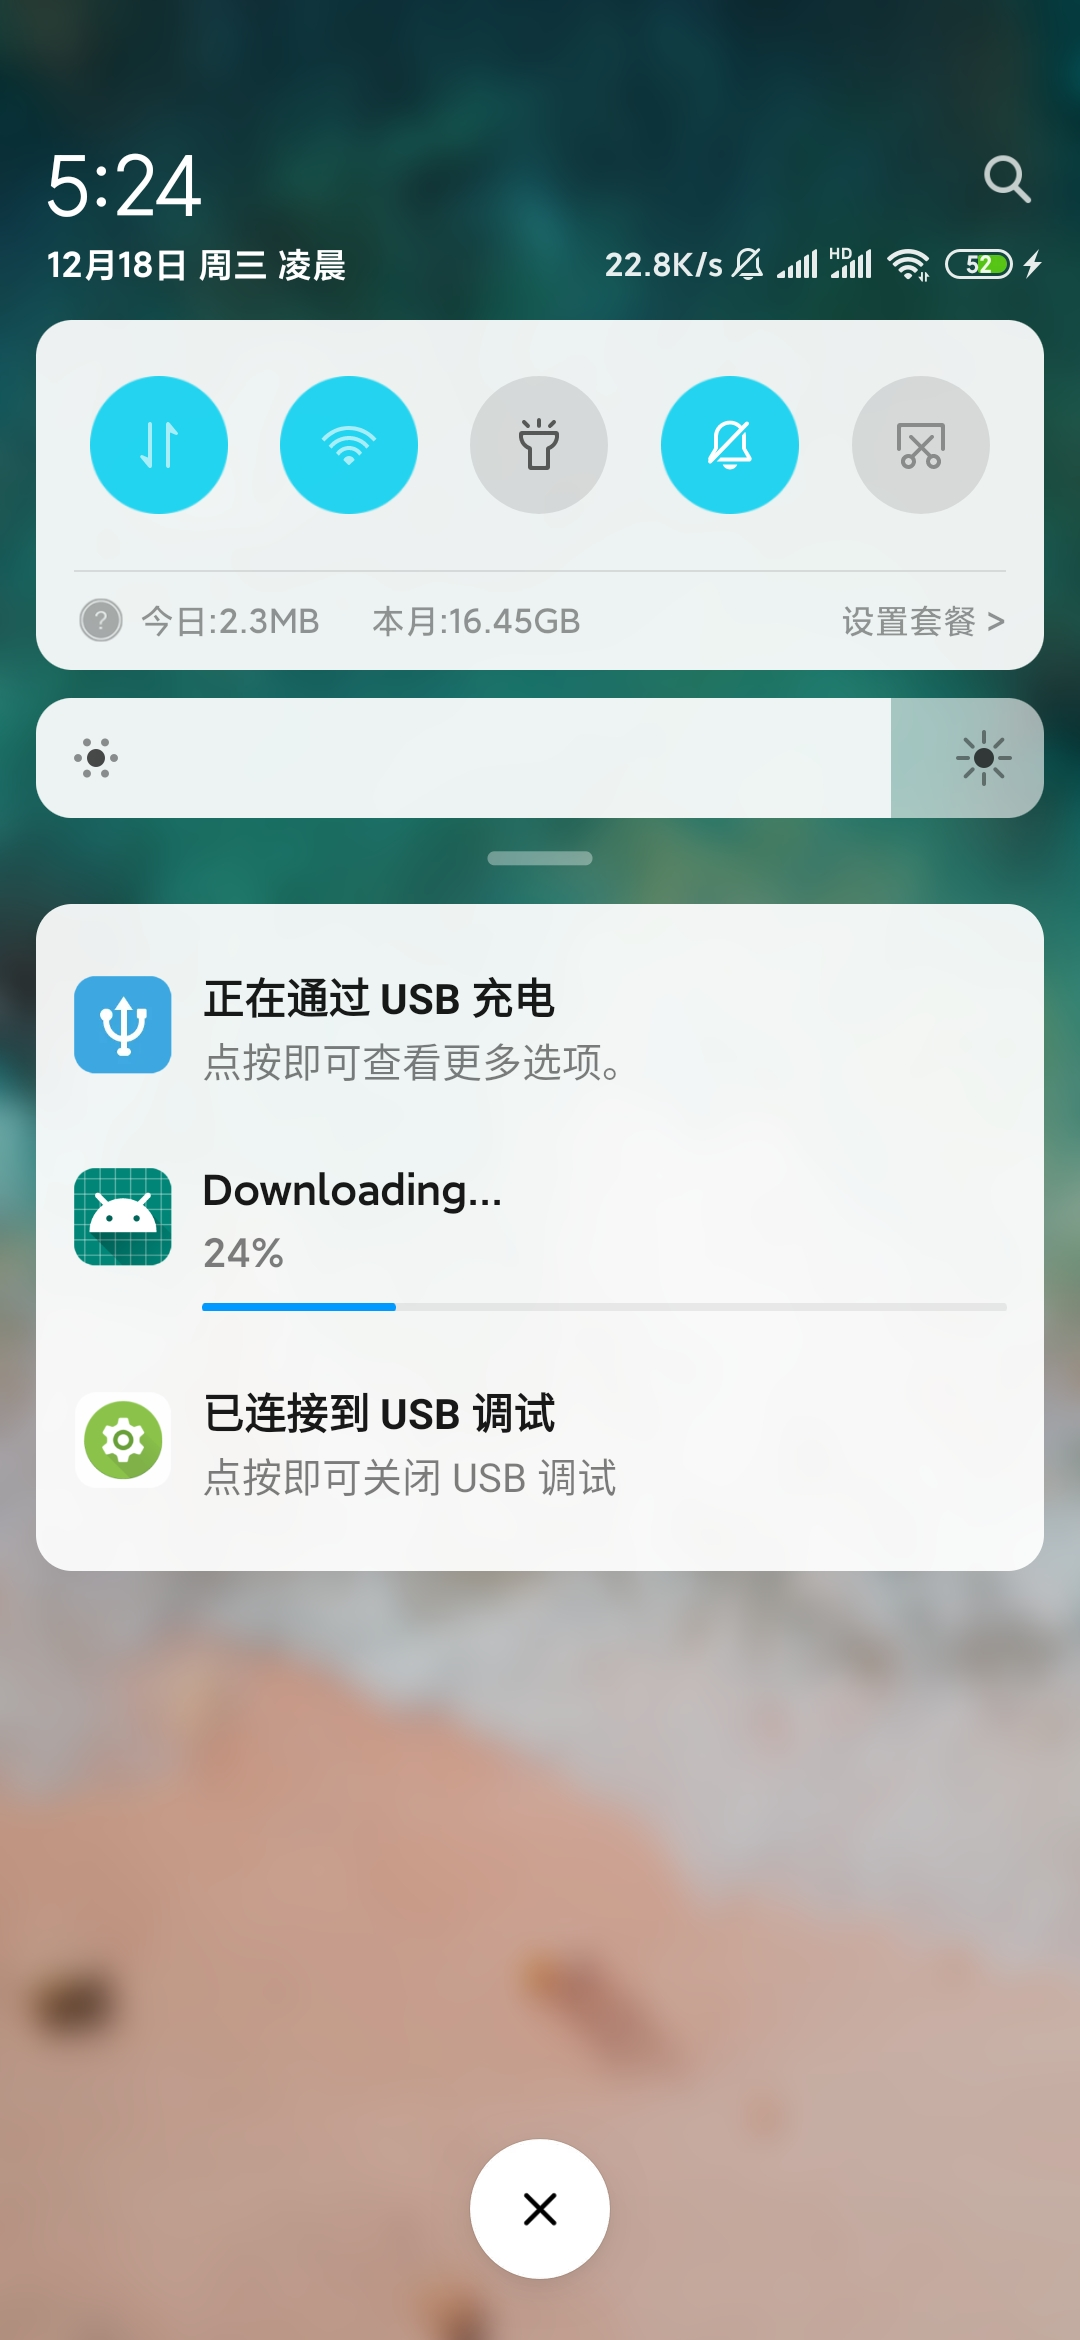 5:24
12月18日 周三 凌晨
22.8K/s HD 52
今日:2.3MB 本月:16.45GB 设置套餐 >
正在通过 USB 充电
点按即可查看更多选项。
Downloading...
24%
已连接到 USB 调试
点按即可关闭 USB 调试